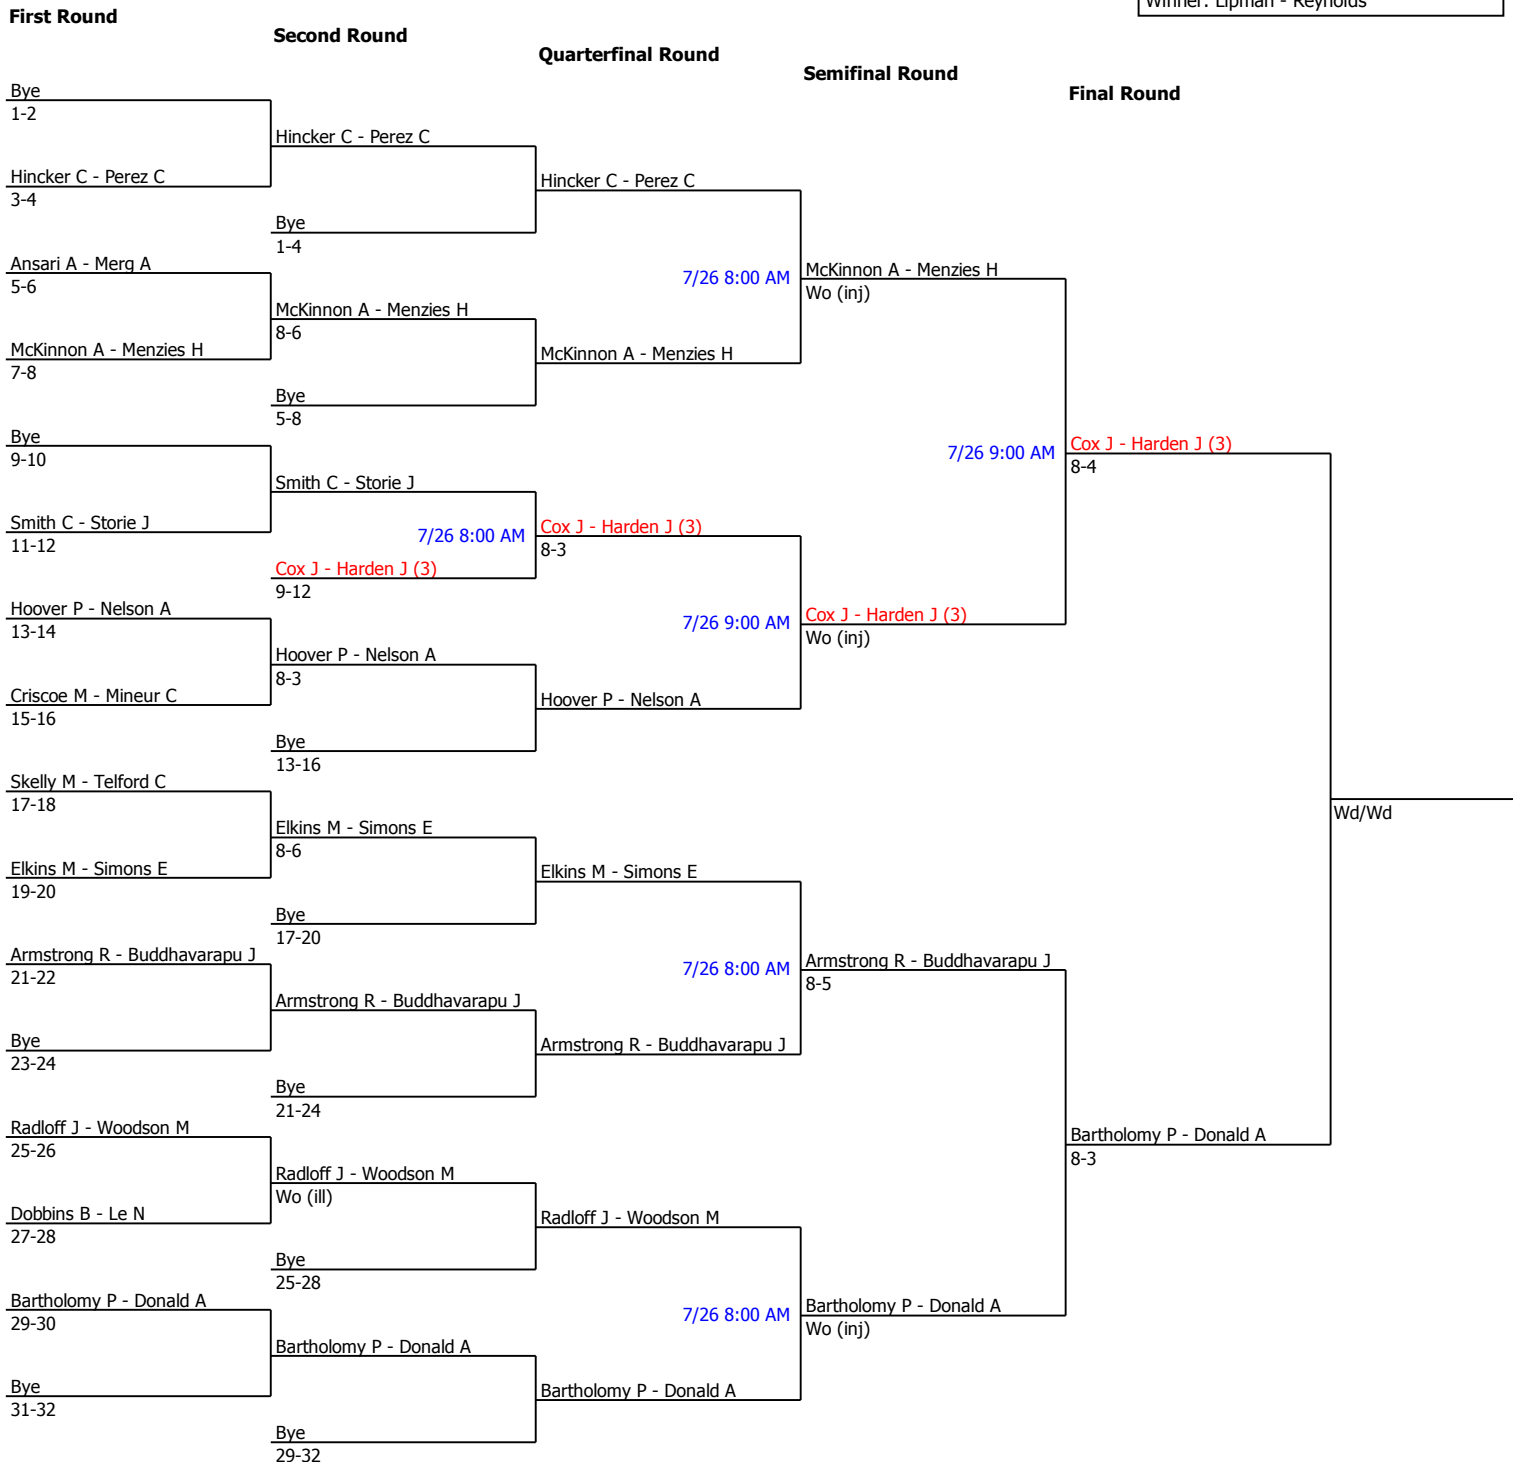 Winner: Lipman - Reynolds
First Round
Second Round
Quarterfinal Round
Semifinal Round
Final Round
Bye
1-2
Hincker C - Perez C
3-4
Ansari A - Merg A
5-6
McKinnon A - Menzies H
7-8
Bye
9-10
Smith C - Storie J
11-12
Hoover P - Nelson A
13-14
Criscoe M - Mineur C
15-16
Skelly M - Telford C
17-18
Elkins M - Simons E
19-20
Armstrong R - Buddhavarapu J
21-22
Bye
23-24
Radloff J - Woodson M
25-26
Dobbins B - Le N
27-28
Bartholomy P - Donald A
29-30
Bye
31-32
Hincker C - Perez C
Bye
1-4
McKinnon A - Menzies H
8-6
Bye
5-8
Smith C - Storie J
7/26 8:00 AM
Cox J - Harden J (3)
9-12
Hoover P - Nelson A
8-3
Bye
13-16
Elkins M - Simons E
8-6
Bye
17-20
Armstrong R - Buddhavarapu J
Bye
21-24
Radloff J - Woodson M
Wo (ill)
Bye
25-28
Bartholomy P - Donald A
Bye
29-32
Hincker C - Perez C
7/26 8:00 AM
McKinnon A - Menzies H
Cox J - Harden J (3)
8-3
7/26 9:00 AM
Hoover P - Nelson A
Elkins M - Simons E
7/26 8:00 AM
Armstrong R - Buddhavarapu J
Radloff J - Woodson M
7/26 8:00 AM
Bartholomy P - Donald A
McKinnon A - Menzies H
Wo (inj)
7/26 9:00 AM
Cox J - Harden J (3)
Wo (inj)
Armstrong R - Buddhavarapu J
8-5
Bartholomy P - Donald A
Wo (inj)
Cox J - Harden J (3)
8-4
Bartholomy P - Donald A
8-3
Wd/Wd